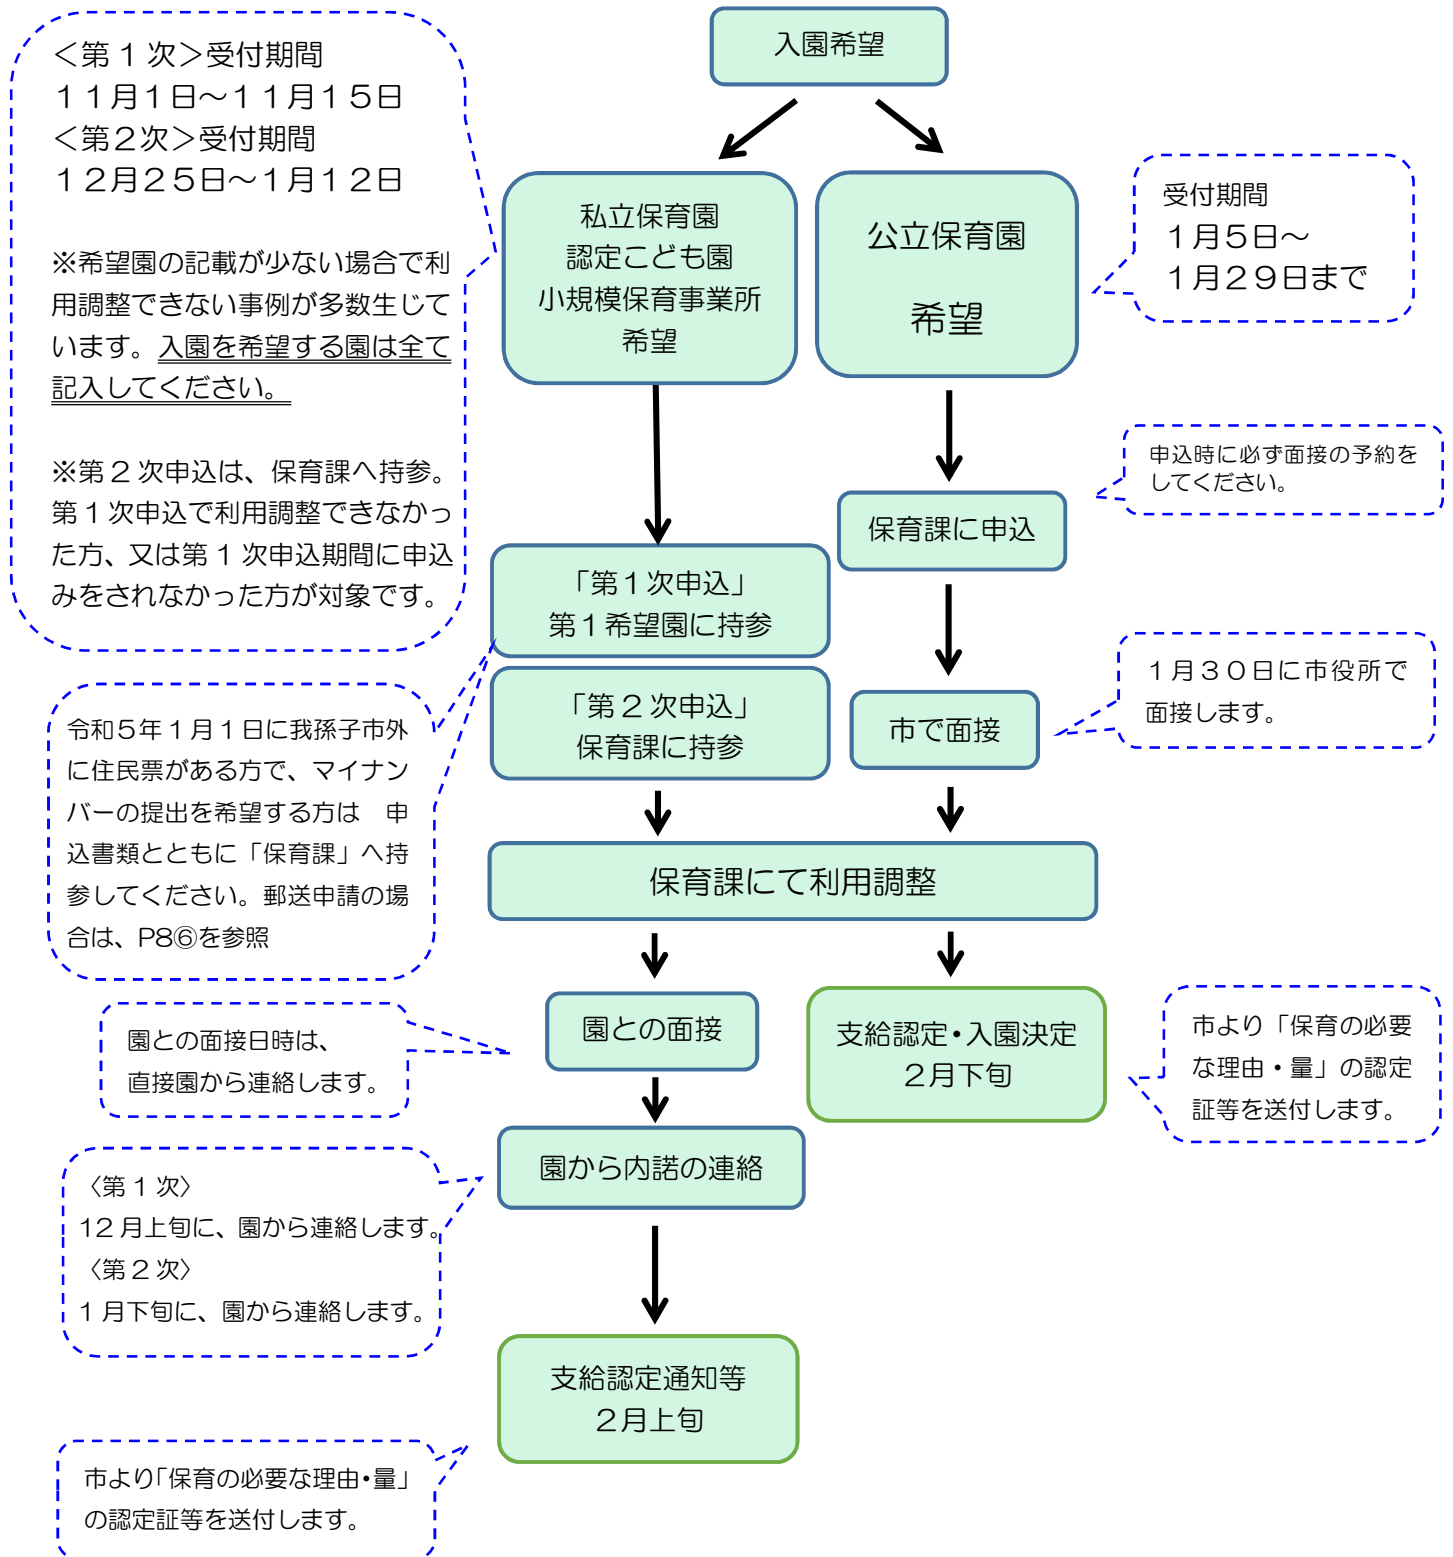 入園希望
＜第１次＞受付期間
１１月１日～１１月１５日
＜第２次＞受付期間
１２月２５日～１月１２日
※希望園の記載が少ない場合で利
用調整できない事例が多数生じて
います。入園を希望する園は全て
記入してください。
※第２次申込は、保育課へ持参。
第１次申込で利用調整できなかっ
た方、又は第１次申込期間に申込
みをされなかった方が対象です。
私立保育園
認定こども園
小規模保育事業所
希望
公立保育園
希望
受付期間
１月５日～
１月２９日まで
申込時に必ず面接の予約を
してください。
保育課に申込
「第１次申込」
第１希望園に持参
「第２次申込」
保育課に持参
市で面接
１月３０日に市役所で
面接します。
令和５年１月１日に我孫子市外
に住民票がある方で、マイナン
バーの提出を希望する方は　申
込書類とともに「保育課」へ持
参してください。郵送申請の場
合は、P8⑥を参照
保育課にて利用調整
園との面接
園との面接日時は、
直接園から連絡します。
支給認定・入園決定
２月下旬
市より「保育の必要
な理由・量」の認定
証等を送付します。
園から内諾の連絡
〈第１次〉
12月上旬に、園から連絡します。
〈第２次〉
１月下旬に、園から連絡します。
支給認定通知等
２月上旬
市より「保育の必要な理由・量」
の認定証等を送付します。